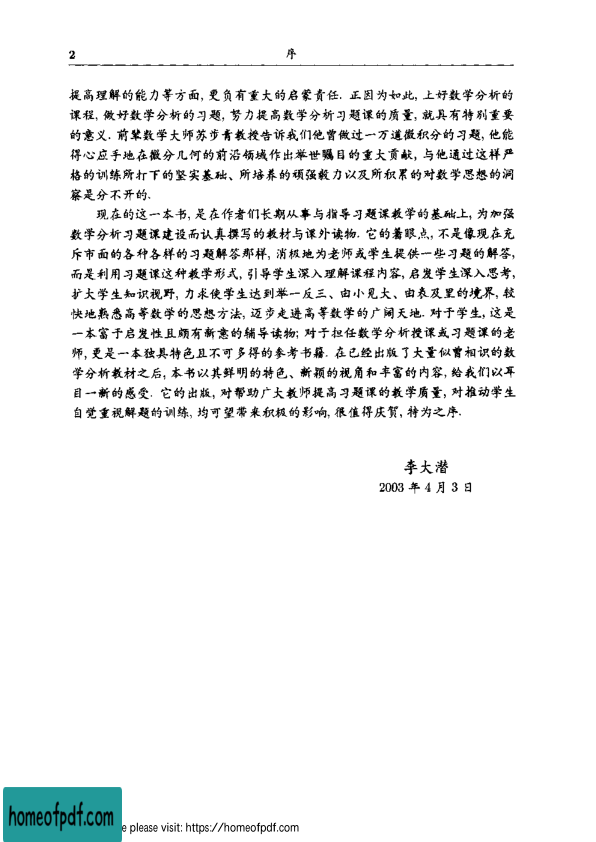 2 序
提高理解的能力等方面, 更负有重大的启蒙责任. 正因为如此, 上好数学分析的
课程, 做好数学分析的习题, 努力提高数学分析习题课的质量, 就具有特别重要
的意义. 前辈数学大师苏步青教授告诉我们他曾做过一万道微积分的习题, 他能
得心应手地在微分几何的前沿领域作出举世瞩目的重大贡献, 与他通过这样严
格的训练所打下的坚实基础、所培养的顽强毅力以及所积累的对数学思想的洞
察是分不开的.
现在的这一本书, 是在作者们长期从事与指导习题课教学的基础上, 为加强
数学分析习题课建设而认真撰写的教材与课外读物. 它的着眼点, 不是像现在充
斥市面的各种各样的习题解答那样, 消极地为老师或学生提供一些习题的解答,
而是利用习题课这种教学形式, 引导学生深入理解课程内容, 启发学生深入思考,
扩大学生知识视野, 力求使学生达到举一反三、由小见大、由表及里的境界, 较
快地熟悉高等数学的思想方法, 迈步走进高等数学的广阔天地. 对于学生, 这是
一本富于启发性且颇有新意的辅导读物; 对于担任数学分析授课或习题课的老
师, 更是一本独具特色且不可多得的参考书籍. 在已经出版了大量似曾相识的数
学分析教材之后, 本书以其鲜明的特色、新颖的视角和丰富的内容, 给我们以耳
目一新的感受. 它的出版, 对帮助广大教师提高习题课的教学质量, 对推动学生
自觉重视解题的训练, 均可望带来积极的影响, 很值得庆贺, 特为之序.
李大潜
2003 年 4 月 3 日
homeofpdf.com
e please visit: https://homeofpdf.com